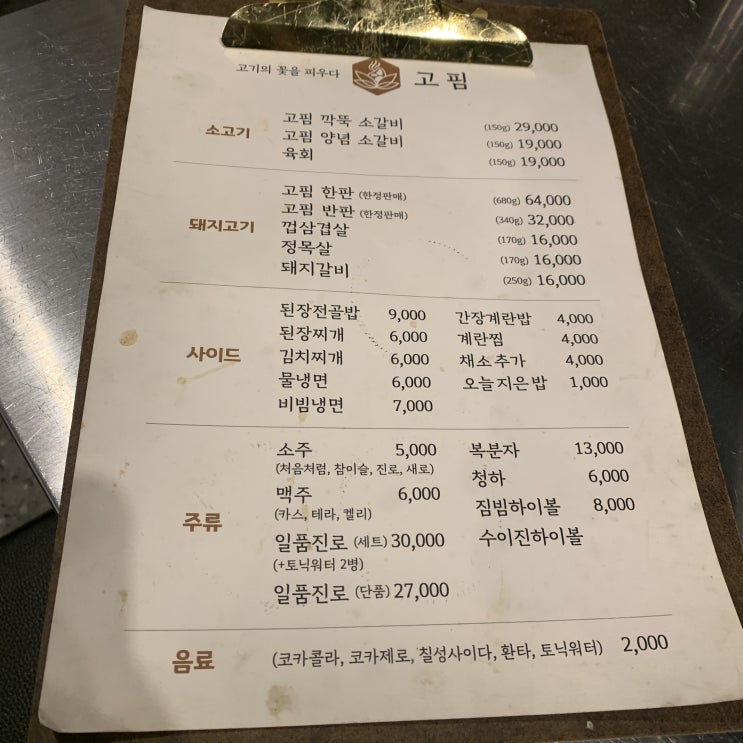 고기의 꽃을 피우다 고핌
소고기
고핌 깍뚝 소갈비 (150g) 29,000
고핌 양념 소갈비 (150g) 19,000
육회 (150g) 19,000
돼지고기
고핌 한판 (한정판매) (680g) 64,000
고핌 반판 (한정판매) (340g) 32,000
껍삼겹살 (170g) 16,000
정목살 (170g) 16,000
돼지갈비 (250g) 16,000
사이드
된장전골밥 9,000
된장찌개 6,000
김치찌개 6,000
물냉면 6,000
비빔냉면 7,000
간장계란밥 4,000
계란찜 4,000
채소추가 4,000
오늘지은밥 1,000
주류
소주 5,000
(처음처럼, 참이슬, 진로, 새로)
맥주 6,000
(카스, 테라, 켈리)
일품진로 (세트) 30,000
(+토닉워터 2병)
일품진로 (단품) 27,000
복분자 13,000
청하 6,000
짐빔하이볼 8,000
수이진하이볼
음료
(코카콜라, 코카제로, 칠성사이다, 환타, 토닉워터) 2,000